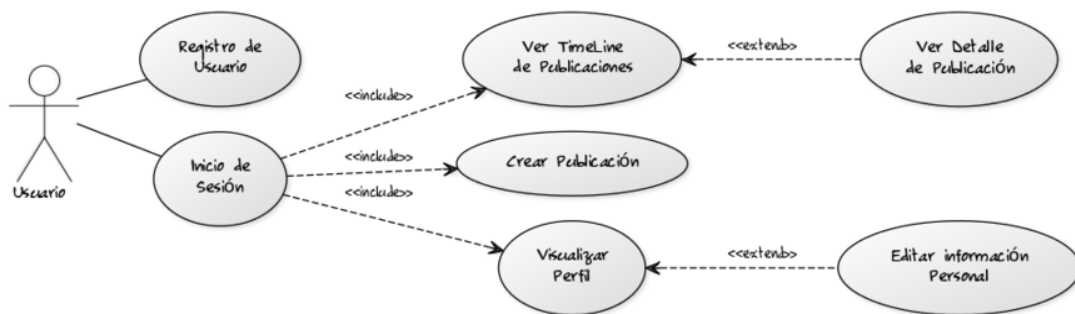 Registro de
Usuario
Ver TimeLine
de Publicaciones
<<extend>>
Ver Detalle
de Publicación
<<include>>
Usuario
Inicio de
Sesión
<<include>>
Crear Publicación
<<include>>
Visualizar
Perfil
<<extend>>
Editar información
Personal